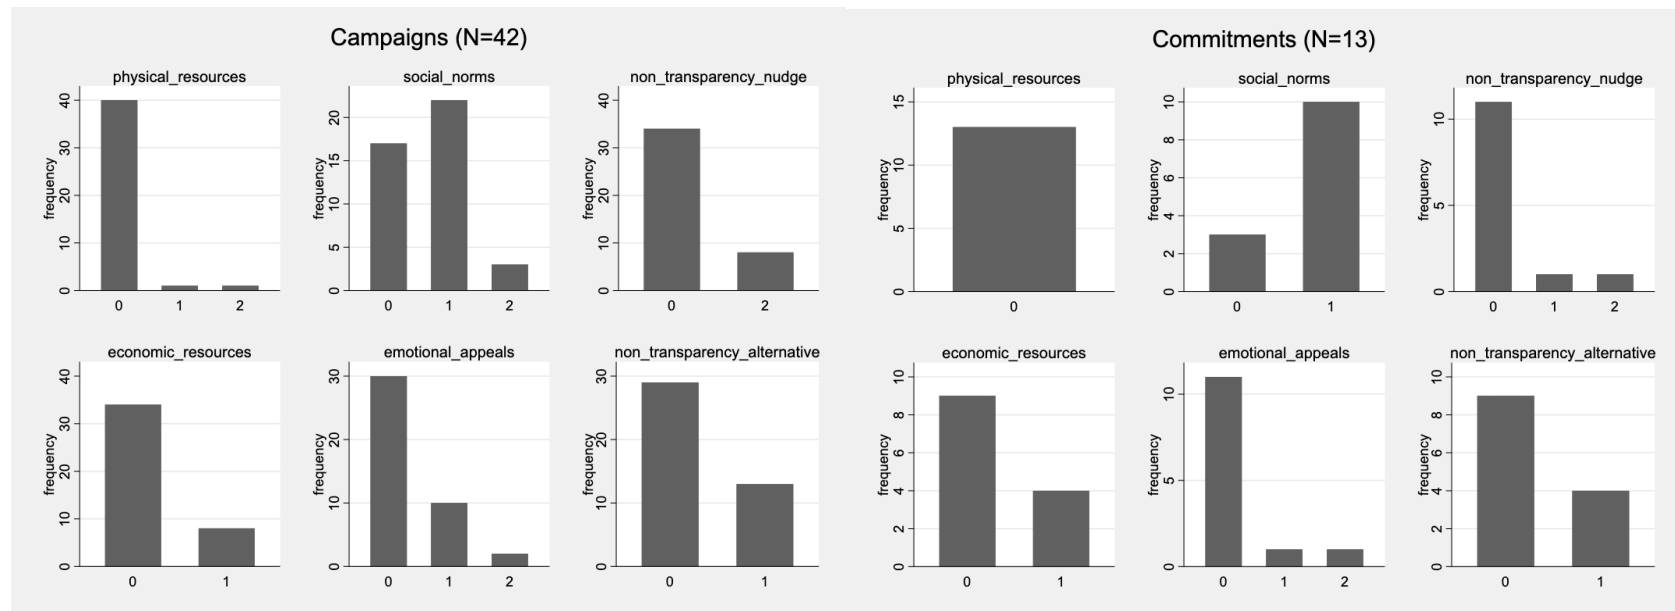 Campaigns (N=42)
physical_resources
frequency
0 10 20 30 40
0 1 2
social_norms
frequency
0 5 10 15 20
0 1 2
non_transparency_nudge
frequency
0 10 20 30 40
0 2
economic_resources
frequency
0 10 20 30 40
0 1
emotional_appeals
frequency
0 10 20 30
0 1 2
non_transparency_alternative
frequency
0 10 20 30
0 1
Commitments (N=13)
physical_resources
frequency
0 5 10 15
0
social_norms
frequency
0 2 4 6 8 10
0 1
non_transparency_nudge
frequency
0 5 10
0 1 2
economic_resources
frequency
0 2 4 6 8 10
0 1
emotional_appeals
frequency
0 5 10
0 1 2
non_transparency_alternative
frequency
0 2 4 6 8 10
0 1